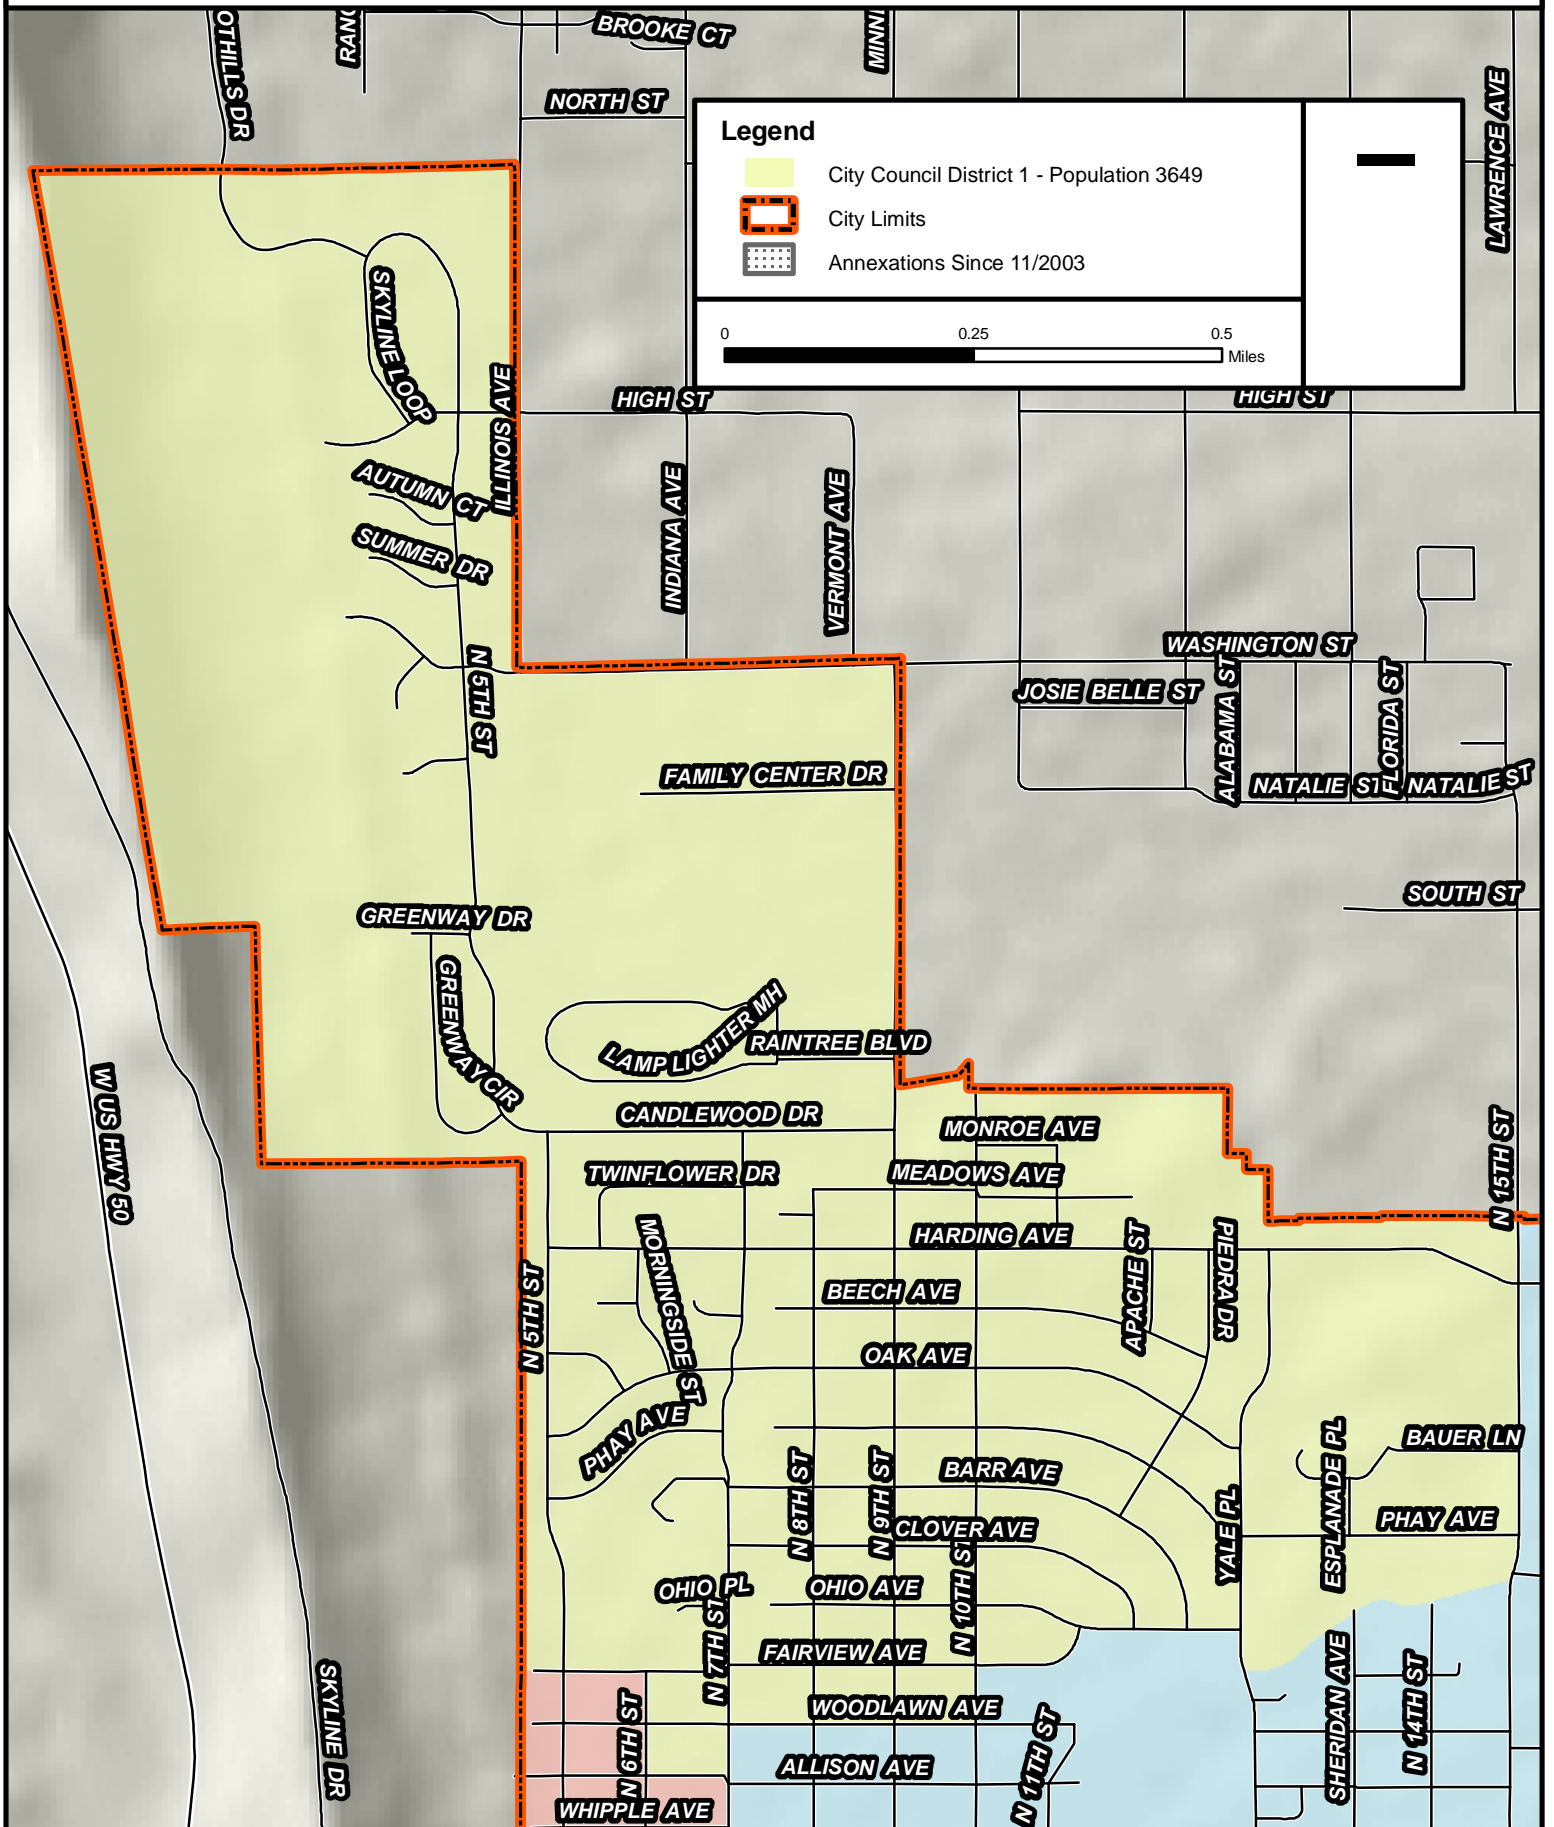 OTHILLS DR
RANC
BROOKE CT
MINNI
NORTH ST
LAWRENCE AVE
Legend
City Council District 1 - Population 3649
City Limits
Annexations Since 11/2003
0 0.25 0.5
Miles
SKYLINE LOOP
ILLINOIS AVE
HIGH ST
HIGH ST
AUTUMN CT
SUMMER DR
INDIANA AVE
VERMONT AVE
N 5TH ST
WASHINGTON ST
JOSIE BELLE ST
ALABAMA ST
FLORIDA ST
NATALIE ST
NATALIE ST
FAMILY CENTER DR
SOUTH ST
GREENWAY DR
GREENWAY CIR
LAMP LIGHTER MH
RAINTREE BLVD
CANDLEWOOD DR
MONROE AVE
W US HWY 50
N 15TH ST
TWINFLOWER DR
MEADOWS AVE
HARDING AVE
MORNINGSIDE ST
APACHE ST
PIEDRA DR
N 5TH ST
BEECH AVE
OAK AVE
PHAY AVE
BAUER LN
ESPLANADE PL
N 8TH ST
N 9TH ST
BARR AVE
YALE PL
PHAY AVE
CLOVER AVE
N 10TH ST
OHIO PL
OHIO AVE
N 7TH ST
FAIRVIEW AVE
SKYLINE DR
SHERIDAN AVE
N 14TH ST
N 6TH ST
WOODLAWN AVE
N 11TH ST
ALLISON AVE
WHIPPLE AVE